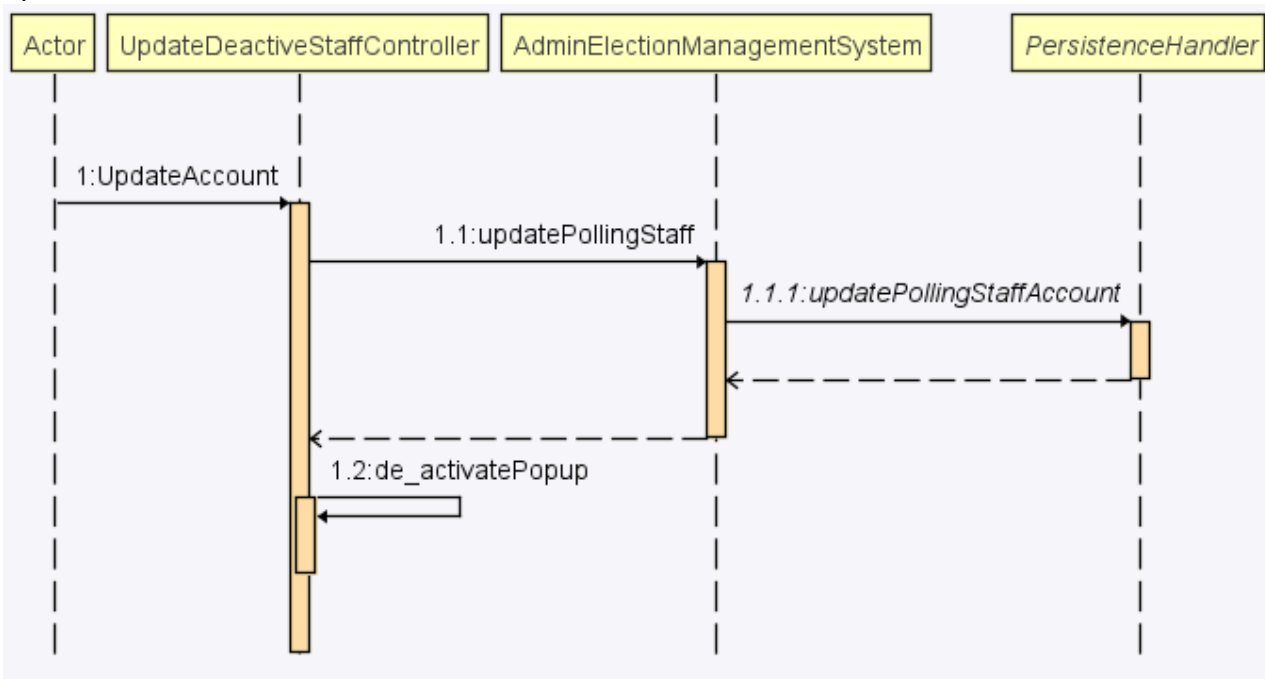 Actor
UpdateDeactiveStaffController
AdminElectionManagementSystem
PersistenceHandler
1:UpdateAccount
1.1:updatePollingStaff
1.1.1:updatePollingStaffAccount
1.2:de_activatePopup